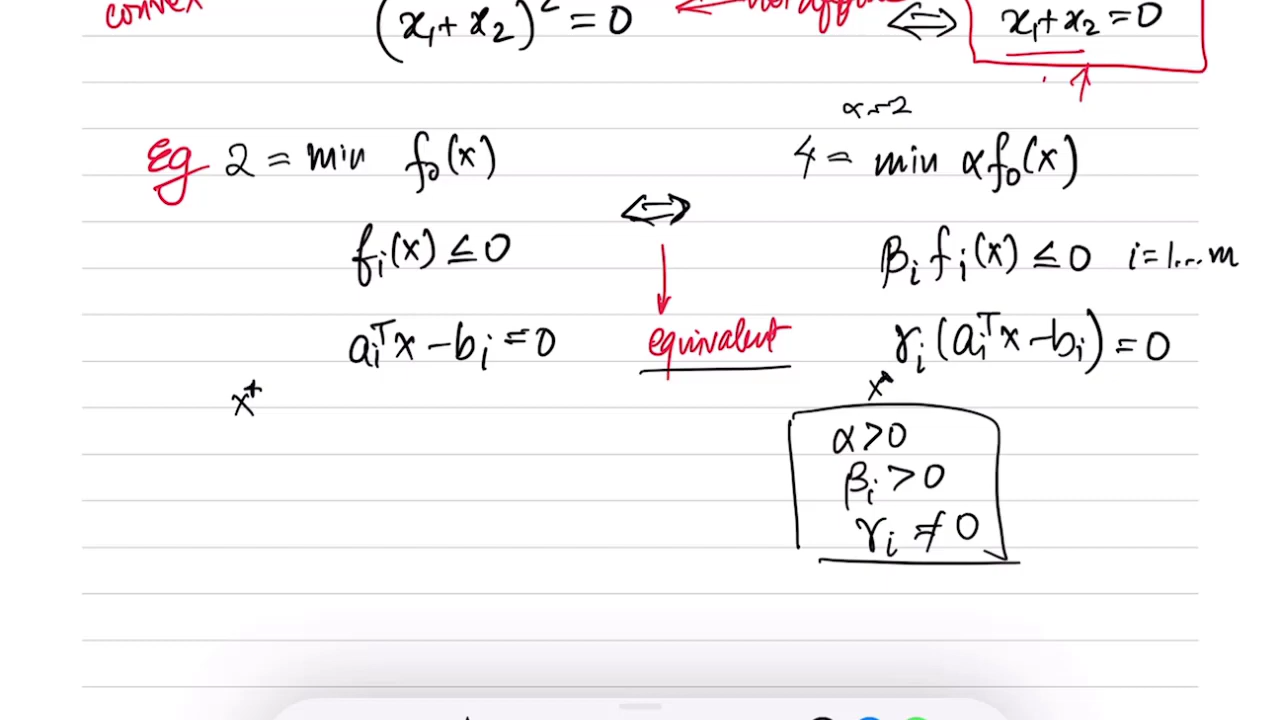 convex
(x₁+x₂)² = 0 ⟸ ⟺ x₁+x₂ = 0
α=2
Eg 2 = min f₀(x) 4 = min αf₀(x)
⟺
fᵢ(x) ≤ 0 βᵢ fᵢ(x) ≤ 0 i=1...m
aᵢᵀx − bᵢ = 0 equivalent γᵢ(aᵢᵀx − bᵢ) = 0
x* x*
α > 0
βᵢ > 0
γᵢ ≠ 0